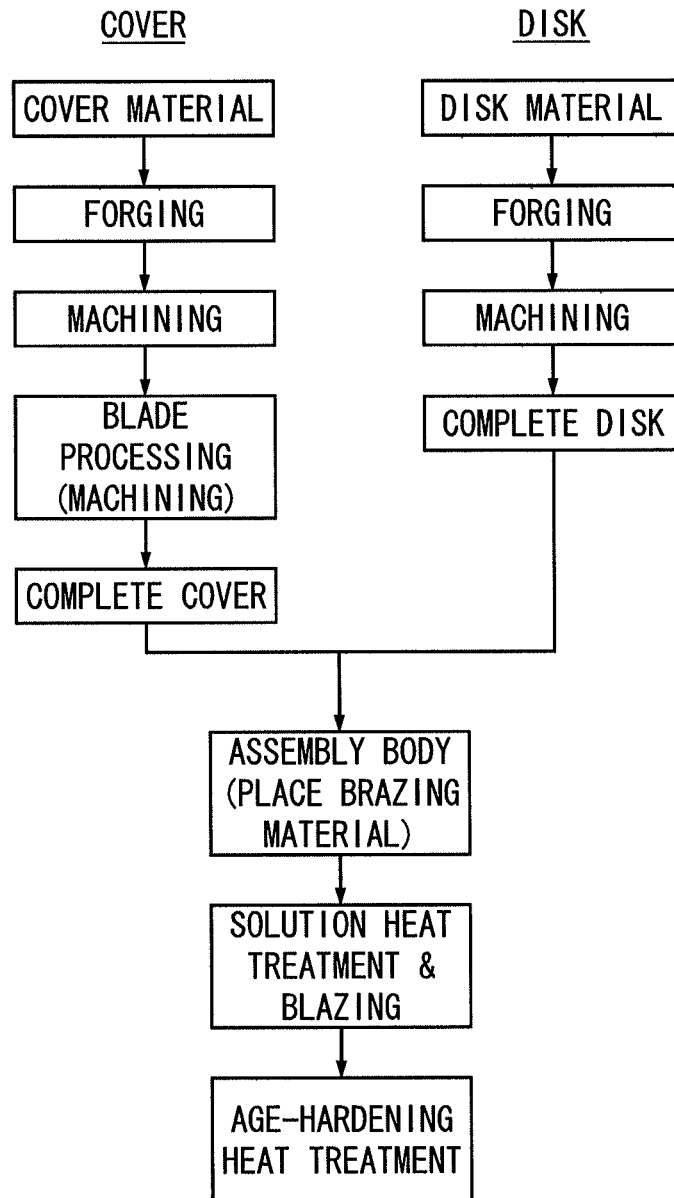 COVER
COVER MATERIAL
FORGING
MACHINING
BLADE
PROCESSING
(MACHINING)
COMPLETE COVER
DISK
DISK MATERIAL
FORGING
MACHINING
COMPLETE DISK
ASSEMBLY BODY
(PLACE BRAZING
MATERIAL)
SOLUTION HEAT
TREATMENT &
BLAZING
AGE-HARDENING
HEAT TREATMENT